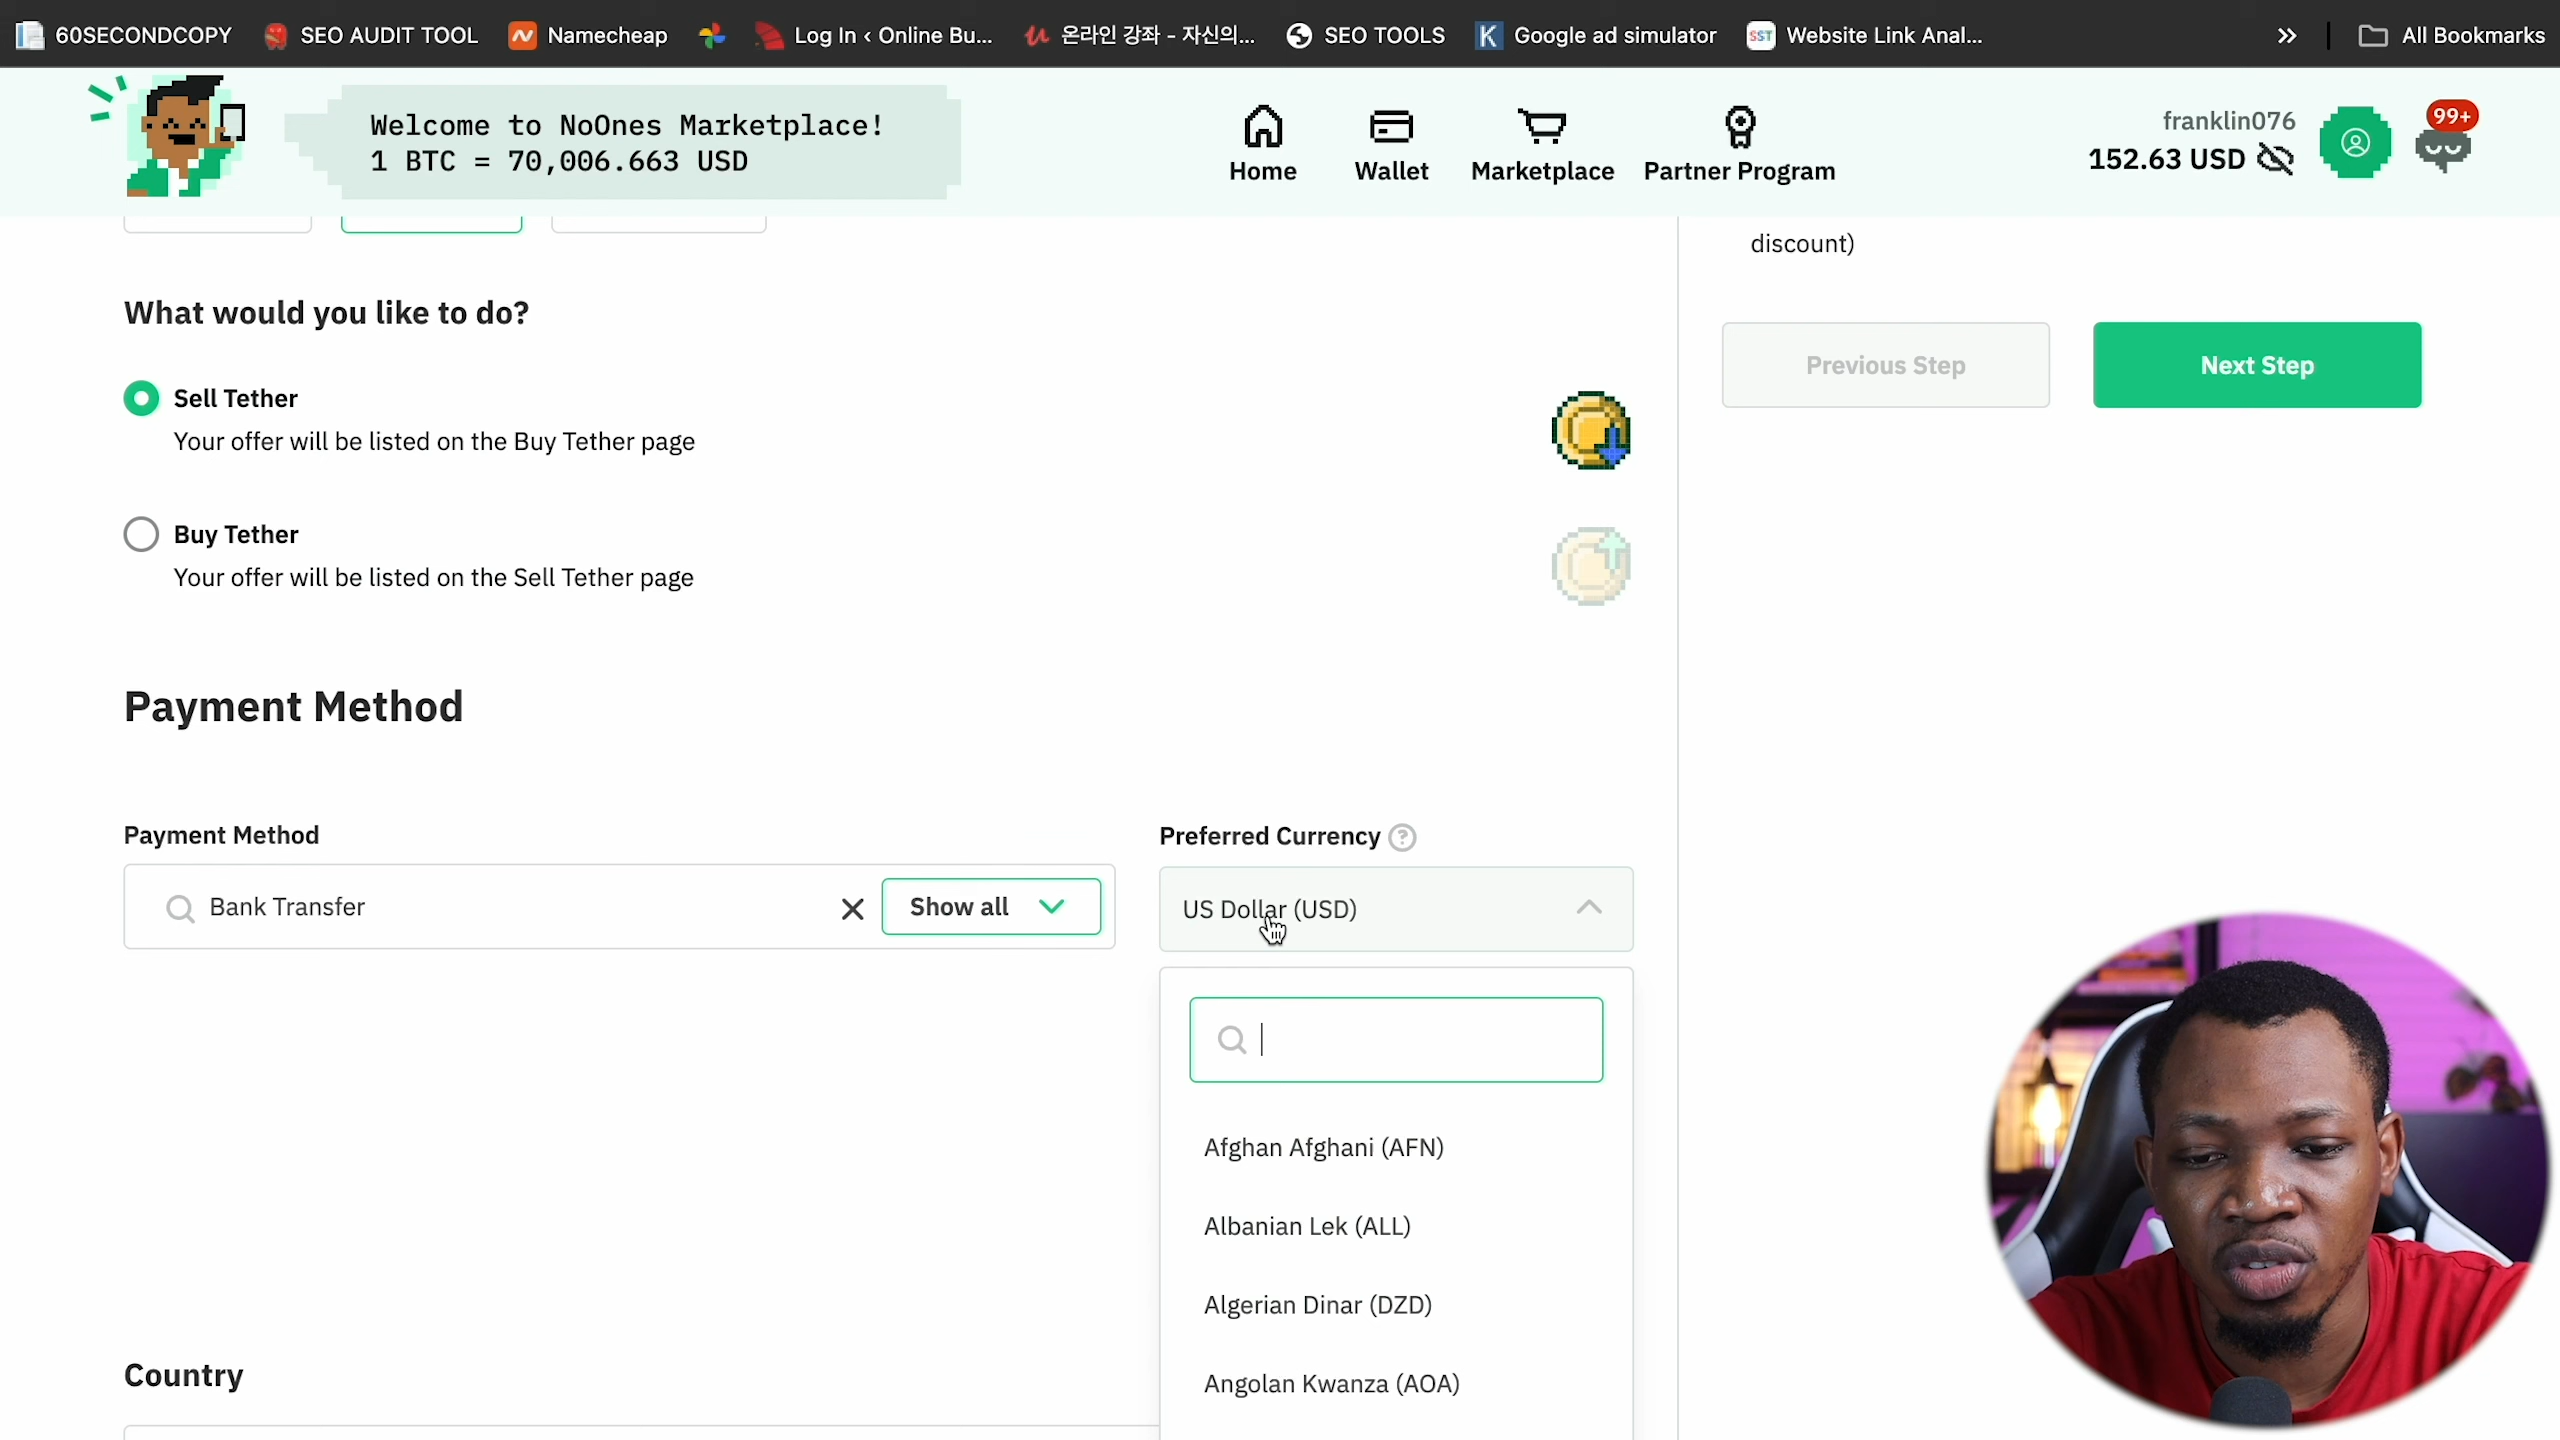 60SECONDCOPY SEO AUDIT TOOL Namecheap Log In ‹ Online Bu... 온라인 강좌 - 자신의... SEO TOOLS K Google ad simulator SST Website Link Anal... » All Bookmarks
Welcome to NoOnes Marketplace!
1 BTC = 70,006.663 USD
Home
Wallet
Marketplace
Partner Program
franklin076
152.63 USD
99+
discount)
What would you like to do?
Previous Step
Next Step
Sell Tether
Your offer will be listed on the Buy Tether page
Buy Tether
Your offer will be listed on the Sell Tether page
Payment Method
Payment Method
Bank Transfer
Show all
Preferred Currency ?
US Dollar (USD)
Afghan Afghani (AFN)
Albanian Lek (ALL)
Algerian Dinar (DZD)
Angolan Kwanza (AOA)
Country